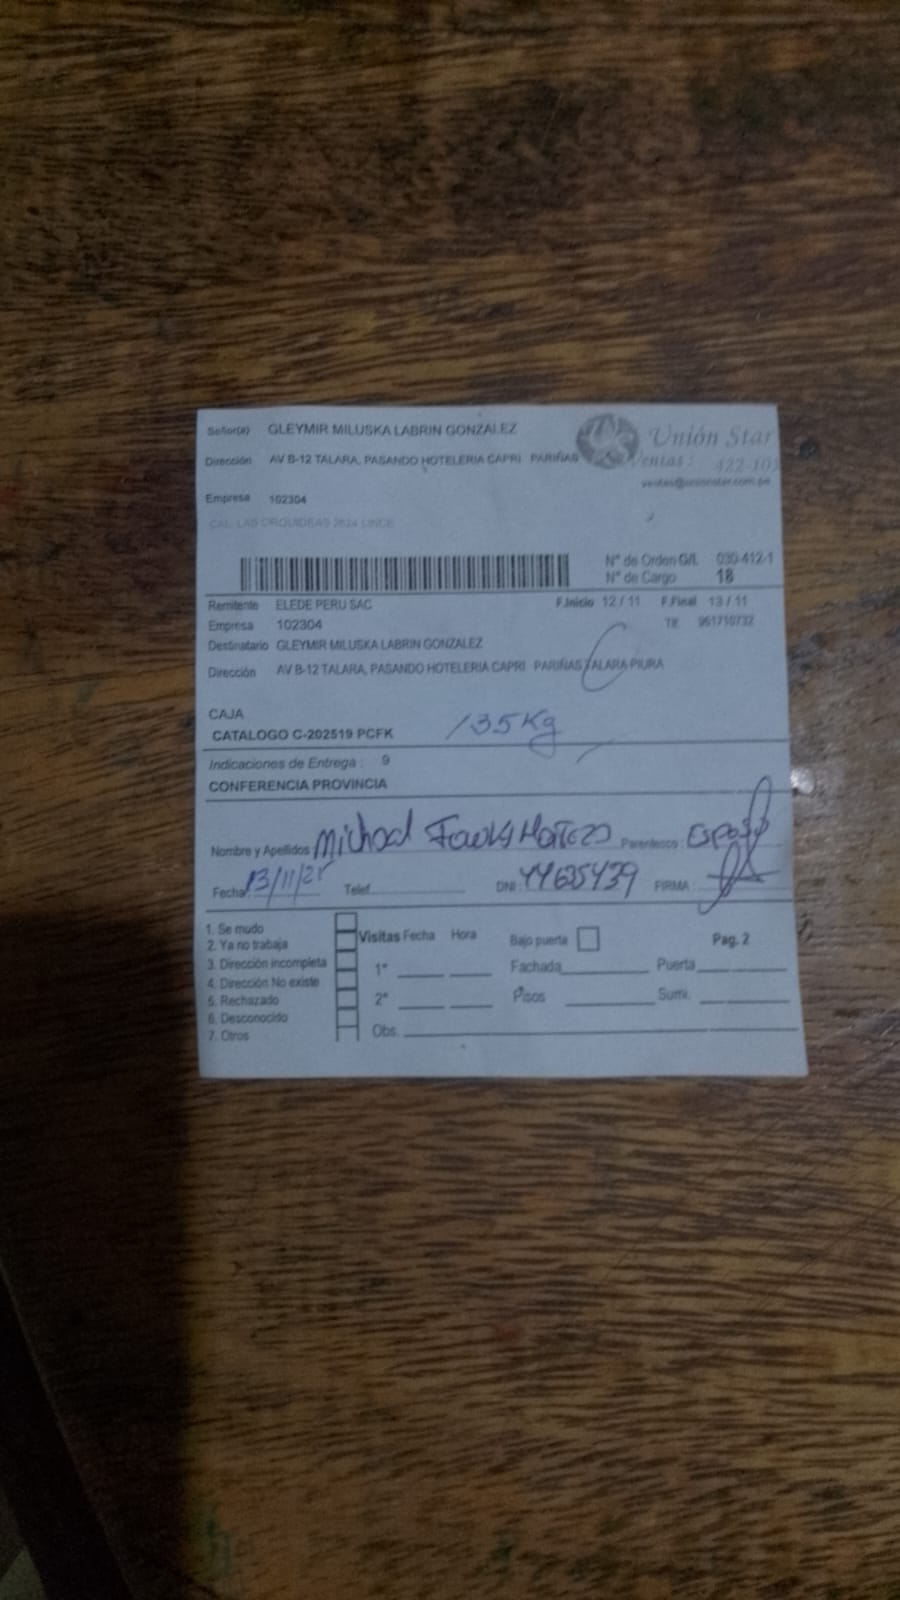 Señor(a) GLEYMIR MILUSKA LABRIN GONZALEZ
Unión Star
Dirección AV B-12 TALARA, PASANDO HOTELERIA CAPRI PARIÑAS
Ventas : 422-10
ventas@unionstar.com.pe
Empresa 102304
CAL. LAS ORQUIDEAS 2624 LINCE
N° de Orden G/L 030-412-1
N° de Cargo 18
Remitente ELEDE PERU SAC F.Inicio 12 / 11 F.Final 13 / 11
Empresa 102304 Tlf: 961710732
Destinatario GLEYMIR MILUSKA LABRIN GONZALEZ
Dirección AV B-12 TALARA, PASANDO HOTELERIA CAPRI PARIÑAS TALARA PIURA
CAJA
CATALOGO C-202519 PCFK 135Kg
Indicaciones de Entrega : 9
CONFERENCIA PROVINCIA
Nombre y Apellidos Parentesco : Esposo
Fecha 13/11/25 Telef. DNI : 44635439 FIRMA :
1. Se mudo
2. Ya no trabaja
3. Dirección incompleta
4. Dirección No existe
5. Rechazado
6. Desconocido
7. Otros
Visitas Fecha Hora Bajo puerta Pag. 2
1° Fachada Puerta
2° Pisos Sumi.
Obs.